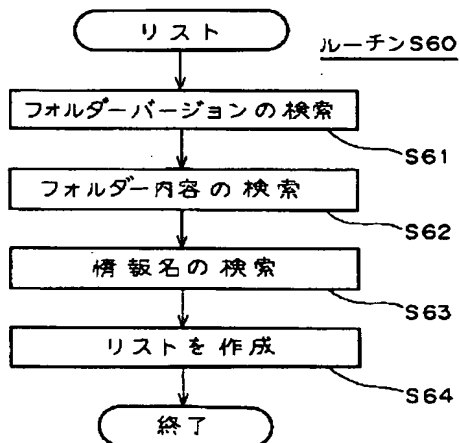 リスト
ルーチンS60
フォルダーバージョンの検索
S61
フォルダー内容の検索
S62
情報名の検索
S63
リストを作成
S64
終了